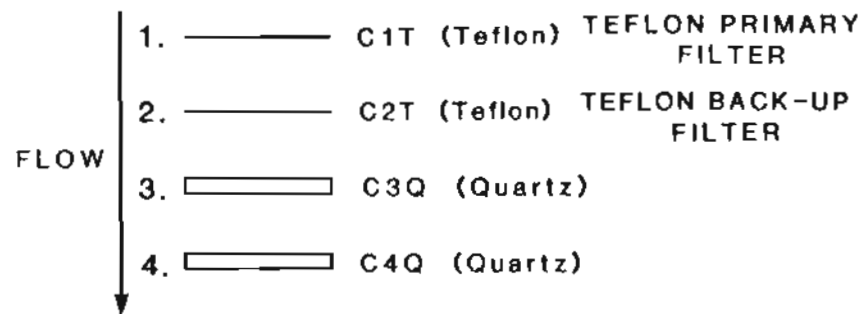 1. C1T (Teflon) TEFLON PRIMARY
FILTER
2. C2T (Teflon) TEFLON BACK-UP
FILTER
FLOW
3. C3Q (Quartz)
4. C4Q (Quartz)